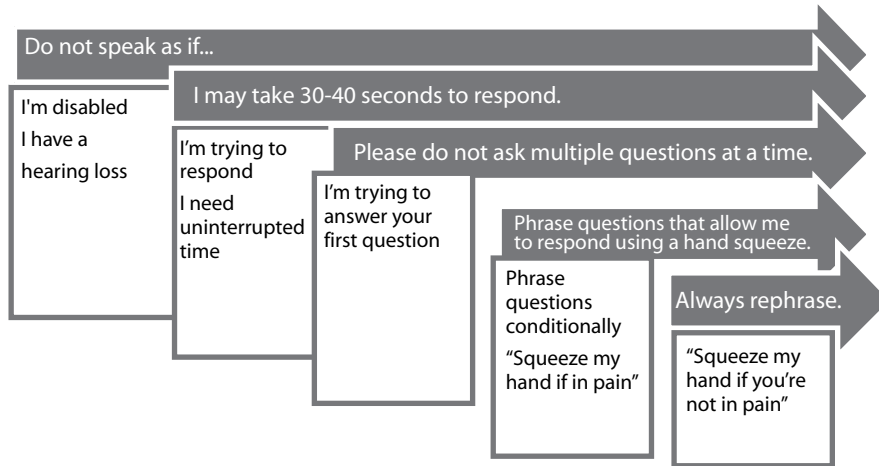 Do not speak as if...
I'm disabled
I have a
hearing loss
I may take 30-40 seconds to respond.
I’m trying to
respond
I need
uninterrupted
time
Please do not ask multiple questions at a time.
I’m trying to
answer your
first question
Phrase questions that allow me
to respond using a hand squeeze.
Phrase
questions
conditionally
“Squeeze my
hand if in pain”
Always rephrase.
“Squeeze my
hand if you’re
not in pain”